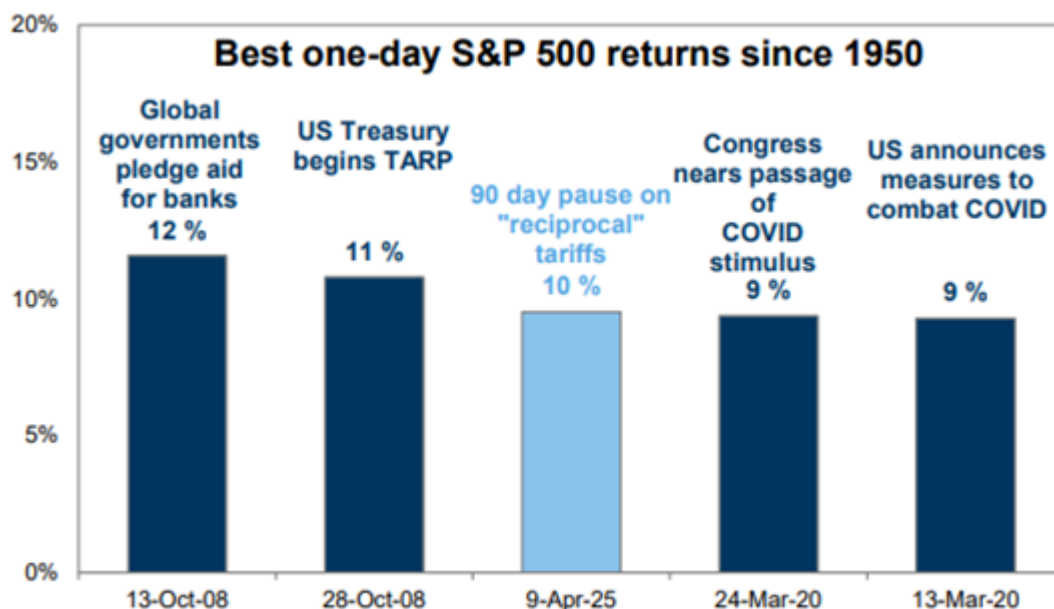 20%
Best one-day S&P 500 returns since 1950
Global
governments
pledge aid
for banks
12 %
US Treasury
begins TARP
11 %
90 day pause on
"reciprocal"
tariffs
10 %
Congress
nears passage
of
COVID
stimulus
9 %
US announces
measures to
combat COVID
9 %
15%
10%
5%
0%
13-Oct-08
28-Oct-08
9-Apr-25
24-Mar-20
13-Mar-20